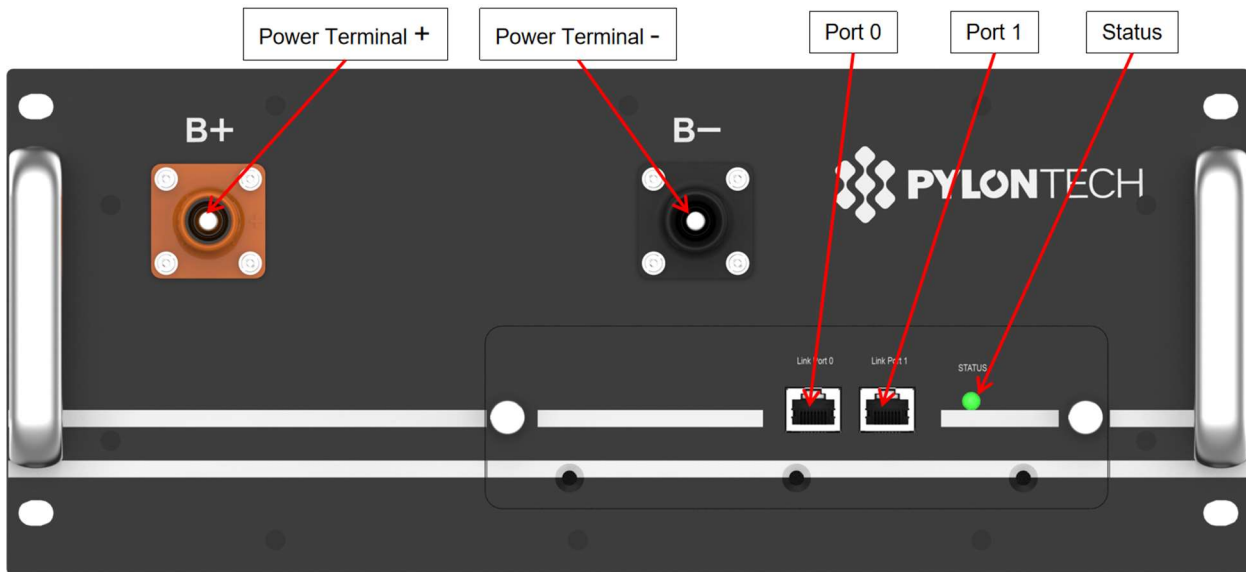 Power Terminal +
Power Terminal -
Port 0
Port 1
Status
B+
B−
PYLONTECH
Link Port 0
Link Port 1
STATUS